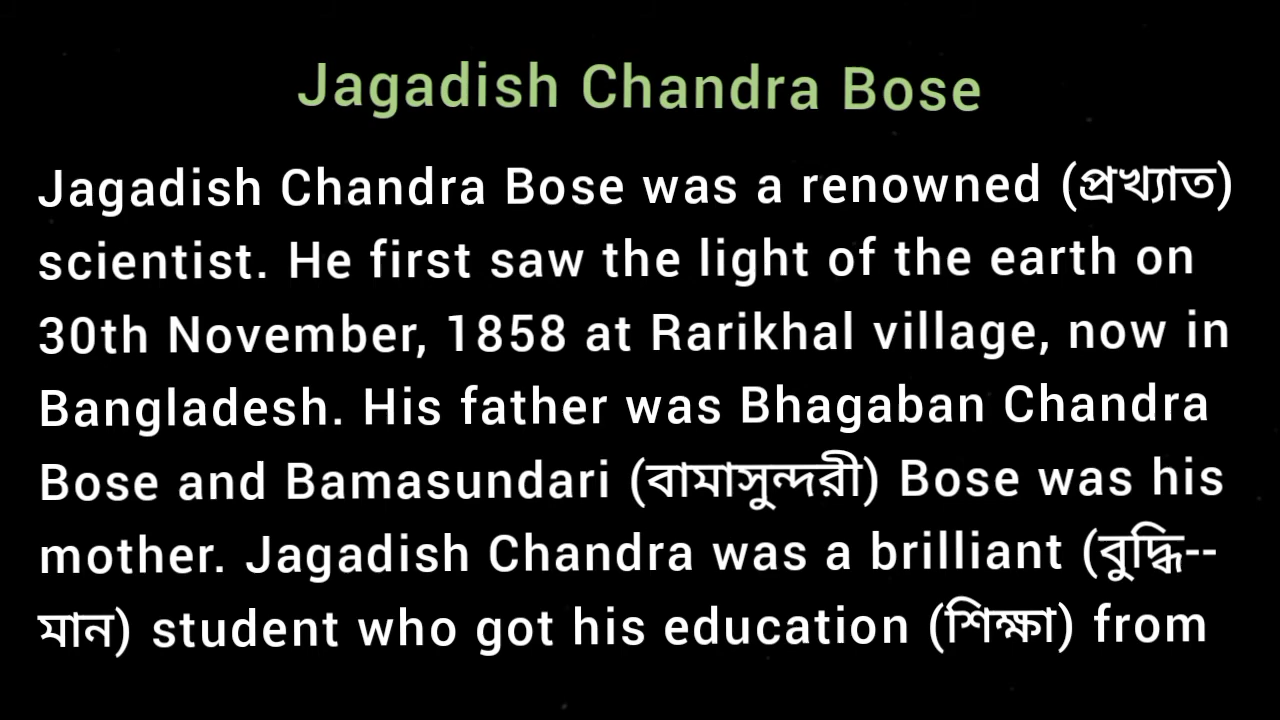 Jagadish Chandra Bose
Jagadish Chandra Bose was a renowned (প্রখ্যাত)
scientist. He first saw the light of the earth on
30th November, 1858 at Rarikhal village, now in
Bangladesh. His father was Bhagaban Chandra
Bose and Bamasundari (বামাসুন্দরী) Bose was his
mother. Jagadish Chandra was a brilliant (বুদ্ধি--
মান) student who got his education (শিক্ষা) from